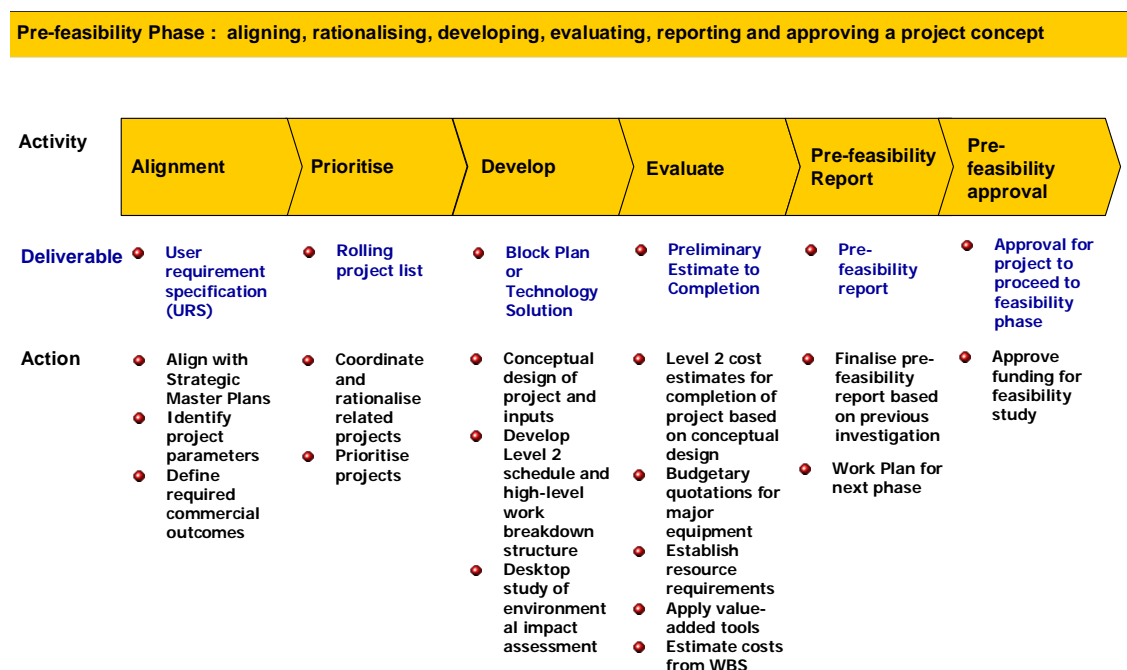 Pre-feasibility Phase : aligning, rationalising, developing, evaluating, reporting and approving a project concept
Activity
Alignment
Prioritise
Develop
Evaluate
Pre-feasibility
Report
Pre-
feasibility
approval
Deliverable
User
requirement
specification
(URS)
Rolling
project list
Block Plan
or
Technology
Solution
Preliminary
Estimate to
Completion
Pre-
feasibility
report
Approval for
project to
proceed to
feasibility
phase
Action
Align with
Strategic
Master Plans
Identify
project
parameters
Define
required
commercial
outcomes
Coordinate
and
rationalise
related
projects
Prioritise
projects
Conceptual
design of
project and
inputs
Develop
Level 2
schedule and
high-level
work
breakdown
structure
Desktop
study of
environment
al impact
assessment
Level 2 cost
estimates for
completion of
project based
on conceptual
design
Budgetary
quotations for
major
equipment
Establish
resource
requirements
Apply value-
added tools
Estimate costs
from WBS
Finalise pre-
feasibility
report based
on previous
investigation
Work Plan for
next phase
Approve
funding for
feasibility
study